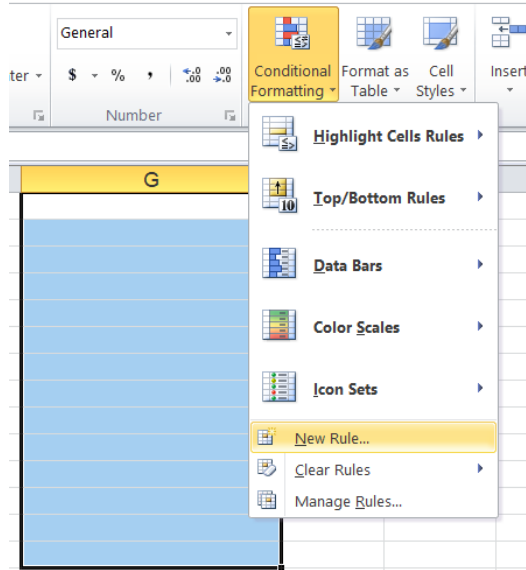 General
Conditional Format as Cell Insert
ter Formatting Table Styles
$ % , .0 .00 .00 .0
Number
G
Highlight Cells Rules
Top/Bottom Rules
10
Data Bars
Color Scales
Icon Sets
New Rule...
Clear Rules
Manage Rules...